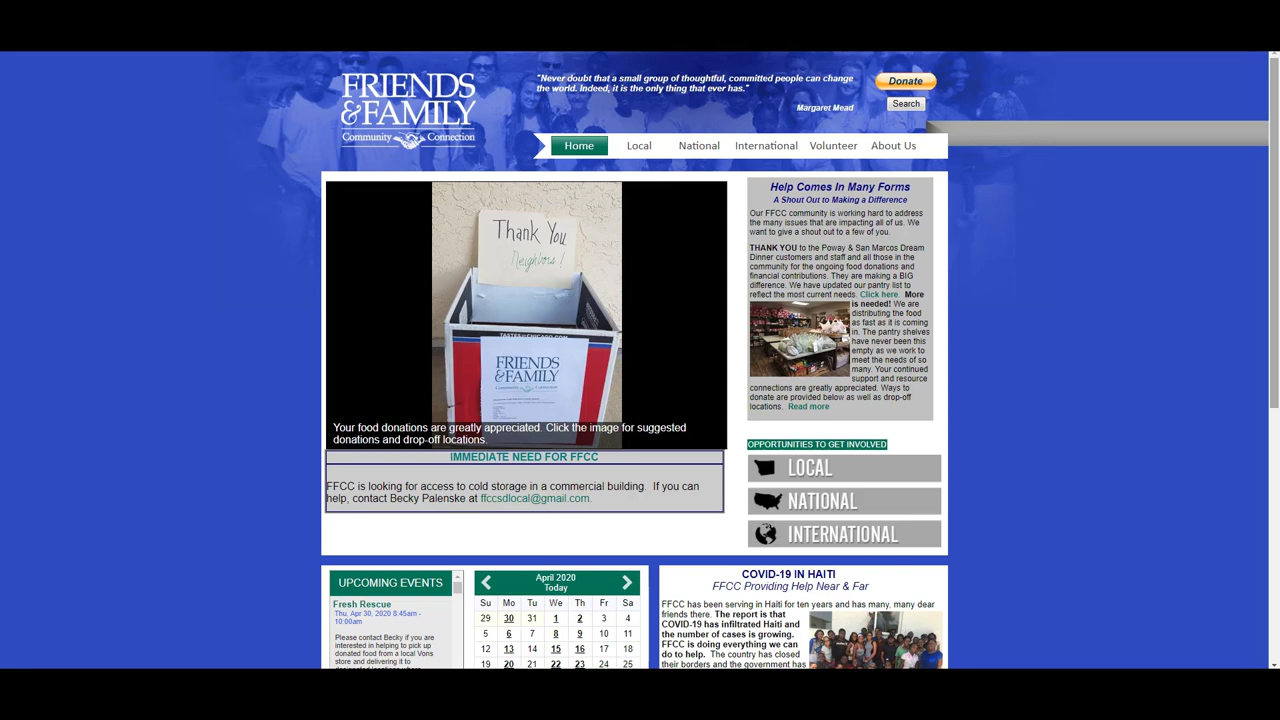 FRIENDS
&FAMILY
Community Connection
"Never doubt that a small group of thoughtful, committed people can change
the world. Indeed, it is the only thing that ever has."
Margaret Mead
Donate
Search
Home Local National International Volunteer About Us
Thank You
Neighbors!
FRIENDS
&FAMILY
Community Connection
Your food donations are greatly appreciated. Click the image for suggested
donations and drop-off locations.
IMMEDIATE NEED FOR FFCC
FFCC is looking for access to cold storage in a commercial building. If you can
help, contact Becky Palenske at ffccsdlocal@gmail.com.
Help Comes In Many Forms
A Shout Out to Making a Difference
Our FFCC community is working hard to address
the many issues that are impacting all of us. We
want to give a shout out to a few of you.
THANK YOU to the Poway & San Marcos Dream
Dinner customers and staff and all those in the
community for the ongoing food donations and
financial contributions. They are making a BIG
difference. We have updated our pantry list to
reflect the most current needs. Click here. More
is needed! We are
distributing the food
as fast as it is coming
in. The pantry shelves
have never been this
empty as we work to
meet the needs of so
many. Your continued
support and resource
connections are greatly appreciated. Ways to
donate are provided below as well as drop-off
locations. Read more
OPPORTUNITIES TO GET INVOLVED
LOCAL
NATIONAL
INTERNATIONAL
UPCOMING EVENTS
Fresh Rescue
Thu, Apr 30, 2020 8:45am -
10:00am
Please contact Becky if you are
interested in helping to pick up
donated food from a local Vons
store and delivering it to
April 2020
Today
Su Mo Tu We Th Fr Sa
29 30 31 1 2 3 4
5 6 7 8 9 10 11
12 13 14 15 16 17 18
19 20 21 22 23 24 25
COVID-19 IN HAITI
FFCC Providing Help Near & Far
FFCC has been serving in Haiti for ten years and has many, many dear
friends there. The report is that
COVID-19 has infiltrated Haiti and
the number of cases is growing.
FFCC is doing everything we can
do to help. The country has closed
their borders and the government has